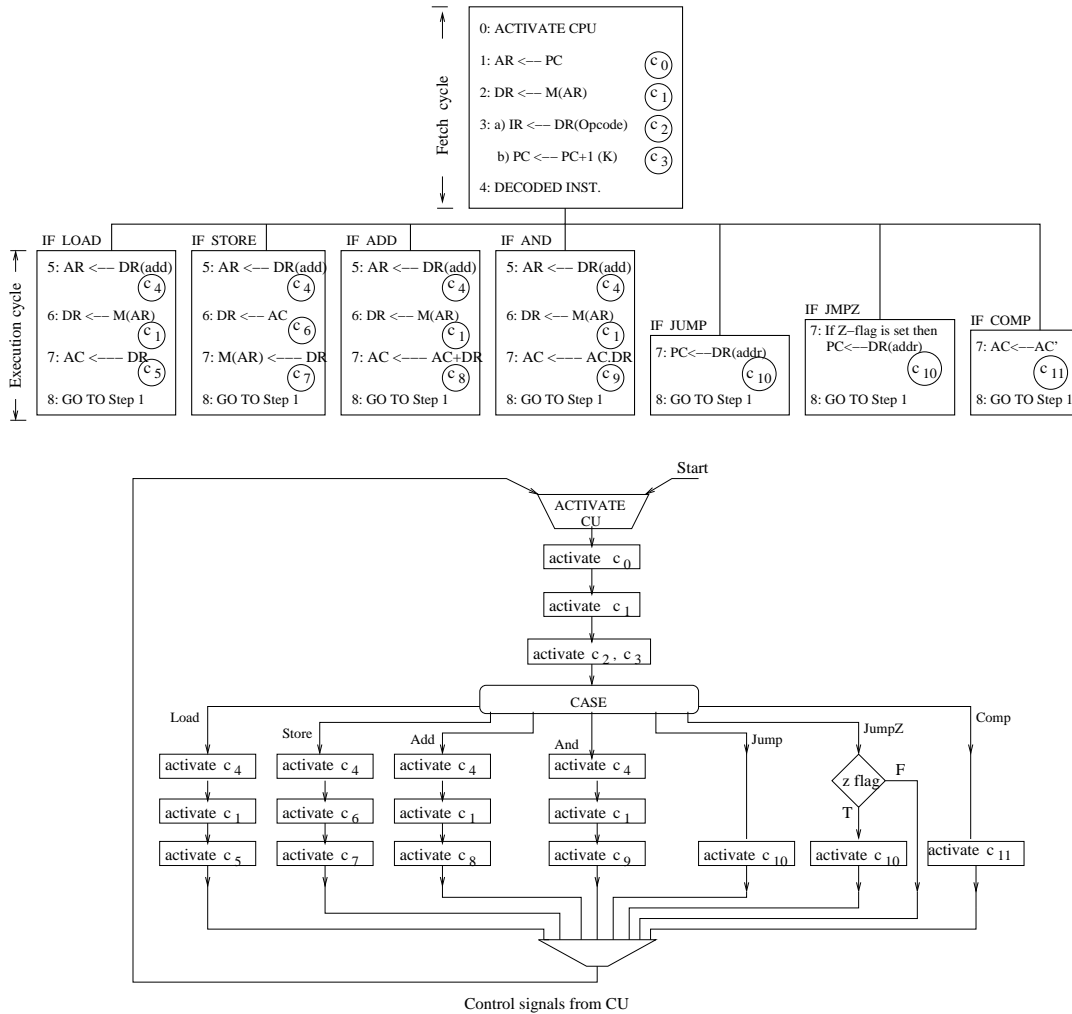 Fetch cycle
0: ACTIVATE CPU
1: AR <-- PC
c0
2: DR <-- M(AR)
c1
3: a) IR <-- DR(Opcode)
c2
b) PC <-- PC+1 (K)
c3
4: DECODED INST.
Execution cycle
IF LOAD
5: AR <-- DR(add)
c4
6: DR <-- M(AR)
c1
7: AC <--- DR
c5
8: GO TO Step 1
IF STORE
5: AR <-- DR(add)
c4
6: DR <-- AC
c6
7: M(AR) <--- DR
c7
8: GO TO Step 1
IF ADD
5: AR <-- DR(add)
c4
6: DR <-- M(AR)
c1
7: AC <--- AC+DR
c8
8: GO TO Step 1
IF AND
5: AR <-- DR(add)
c4
6: DR <-- M(AR)
c1
7: AC <--- AC.DR
c9
8: GO TO Step 1
IF JUMP
7: PC<--DR(addr)
c10
8: GO TO Step 1
IF JMPZ
7: If Z-flag is set then
PC<--DR(addr)
c10
8: GO TO Step 1
IF COMP
7: AC<--AC'
c11
8: GO TO Step 1
Start
ACTIVATE
CU
activate c0
activate c1
activate c2, c3
CASE
Load
activate c4
activate c1
activate c5
Store
activate c4
activate c6
activate c7
Add
activate c4
activate c1
activate c8
And
activate c4
activate c1
activate c9
Jump
activate c10
JumpZ
z flag
F
T
activate c10
Comp
activate c11
Control signals from CU